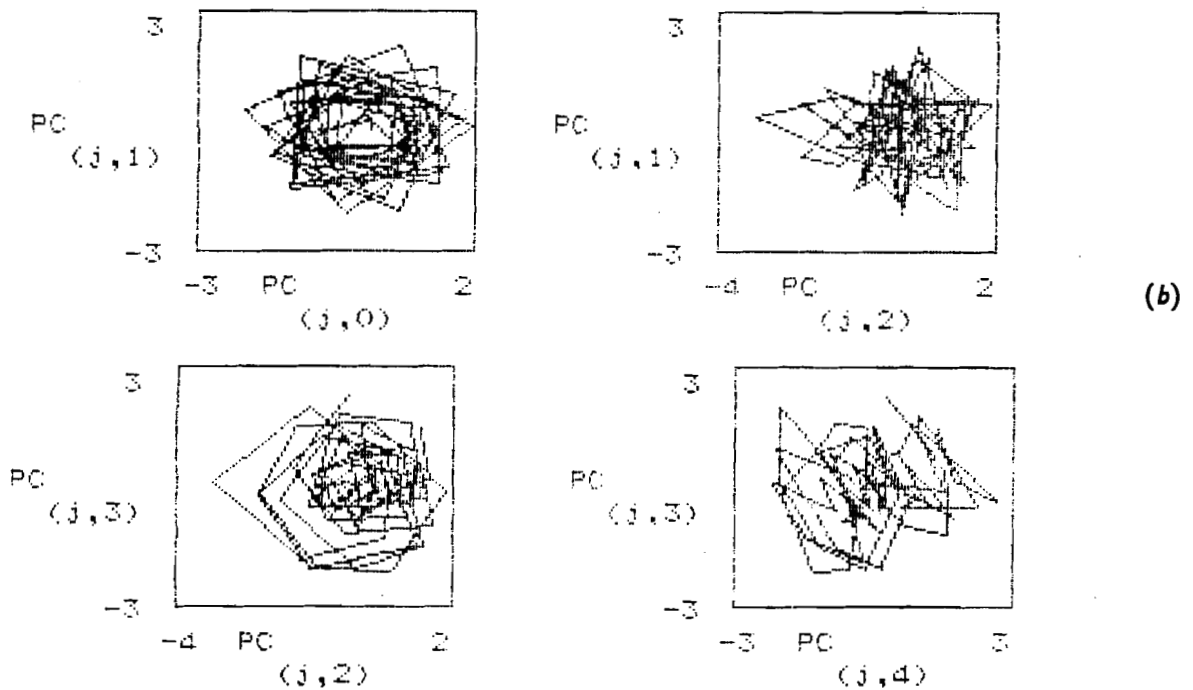 3
PC
(j,1)
-3
-3 PC 2
(j,0)
3
PC
(j,1)
-3
-4 PC 2
(j,2)
(b)
3
PC
(j,3)
-3
-4 PC 2
(j,2)
3
PC
(j,3)
-3
-3 PC 3
(j,4)